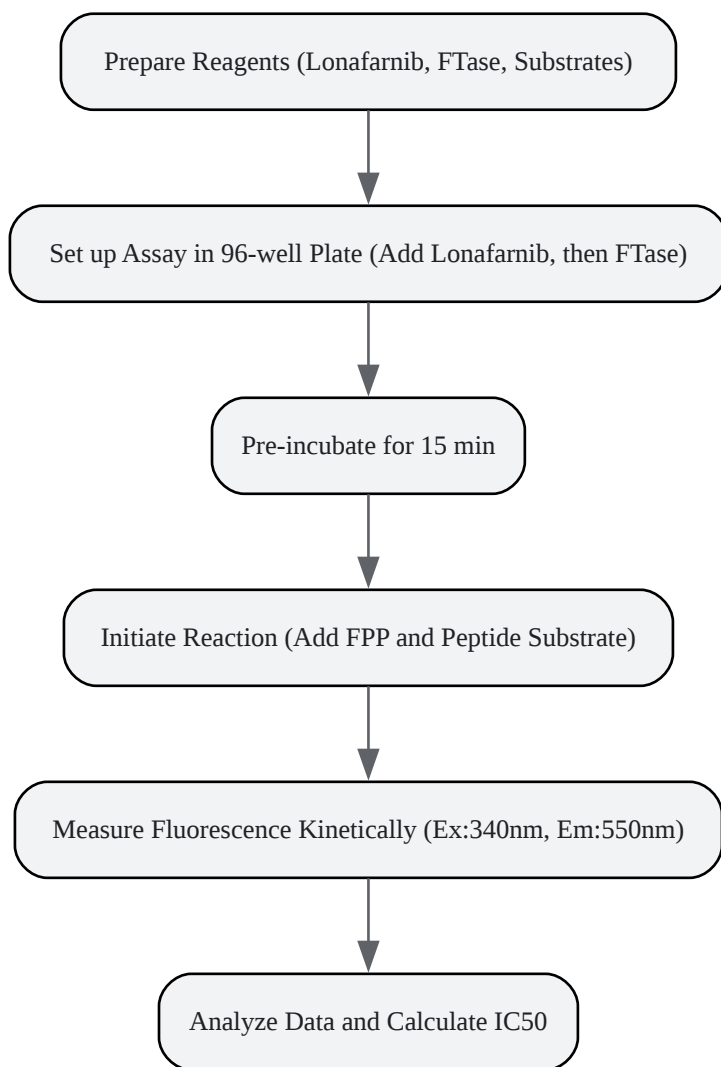 Prepare Reagents (Lonafarnib, FTase, Substrates)
Set up Assay in 96-well Plate (Add Lonafarnib, then FTase)
Pre-incubate for 15 min
Initiate Reaction (Add FPP and Peptide Substrate)
Measure Fluorescence Kinetically (Ex:340nm, Em:550nm)
Analyze Data and Calculate IC50